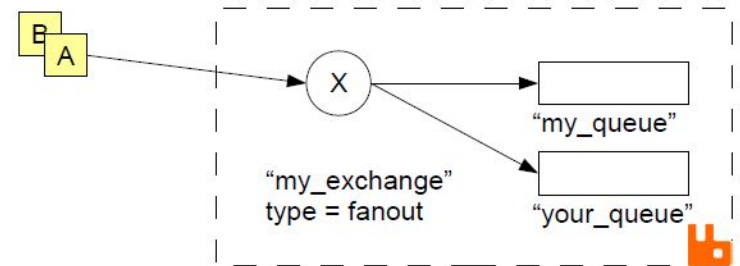 B
A
X
“my_queue”
“my_exchange”
type = fanout
“your_queue”